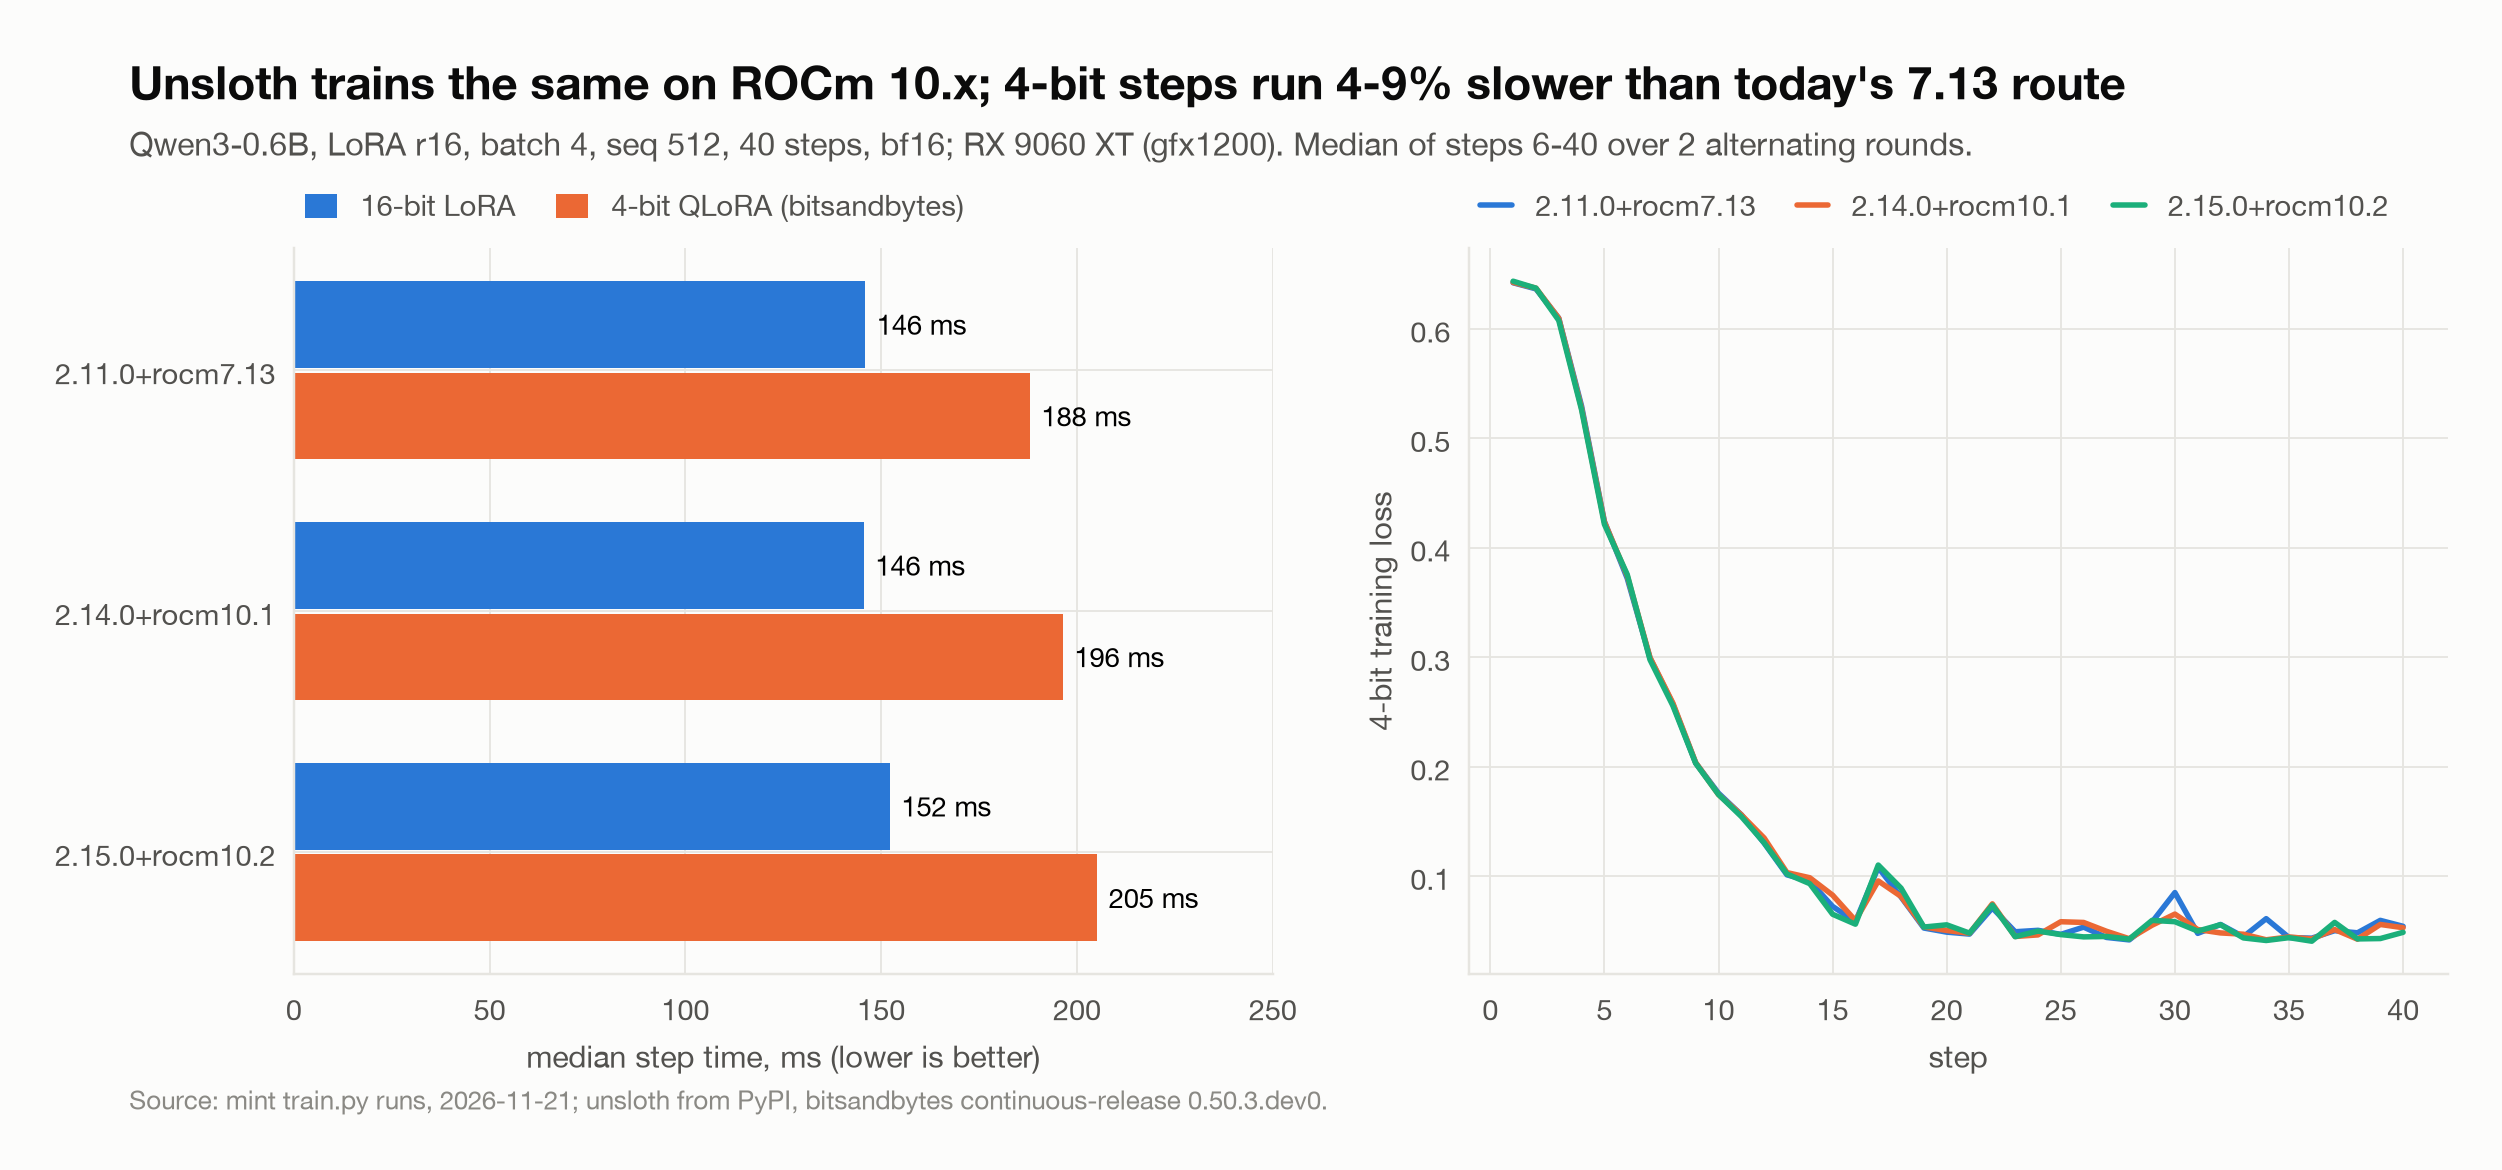 Unsloth trains the same on ROCm 10.x; 4-bit steps run 4-9% slower than today's 7.13 route
Qwen3-0.6B, LoRA r16, batch 4, seq 512, 40 steps, bf16; RX 9060 XT (gfx1200). Median of steps 6-40 over 2 alternating rounds.
16-bit LoRA
4-bit QLoRA (bitsandbytes)
2.11.0+rocm7.13
146 ms
188 ms
2.14.0+rocm10.1
146 ms
196 ms
2.15.0+rocm10.2
152 ms
205 ms
0
50
100
150
200
250
median step time, ms (lower is better)
2.11.0+rocm7.13
2.14.0+rocm10.1
2.15.0+rocm10.2
4-bit training loss
0.6
0.5
0.4
0.3
0.2
0.1
0
5
10
15
20
25
30
35
40
step
Source: mint train.py runs, 2026-11-21; unsloth from PyPI, bitsandbytes continuous-release 0.50.3.dev0.